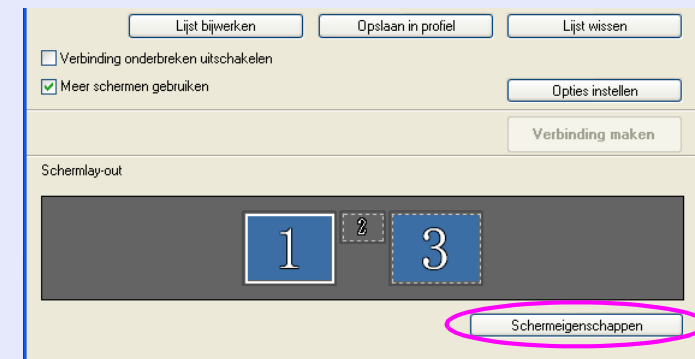 Lijst bijwerken Opslaan in profiel Lijst wissen
Verbinding onderbreken uitschakelen
Meer schermen gebruiken Opties instellen
Verbinding maken
Schermlay-out
1 2 3
Schermeigenschappen